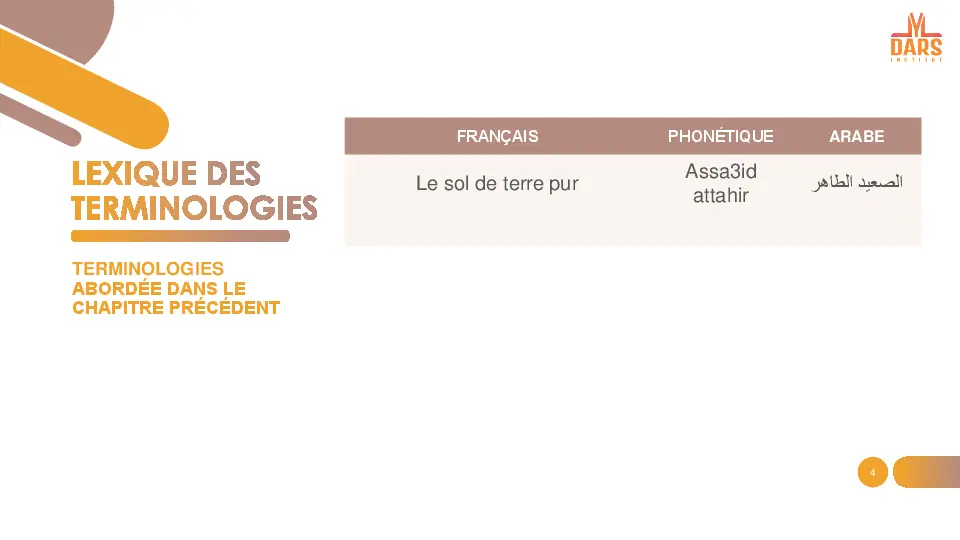 DARS
INSTITUT
LEXIQUE DES
TERMINOLOGIES
TERMINOLOGIES
ABORDÉE DANS LE
CHAPITRE PRÉCÉDENT
FRANÇAIS PHONÉTIQUE ARABE
Le sol de terre pur
Assa3id
attahir
الصعيد الطاهر
4